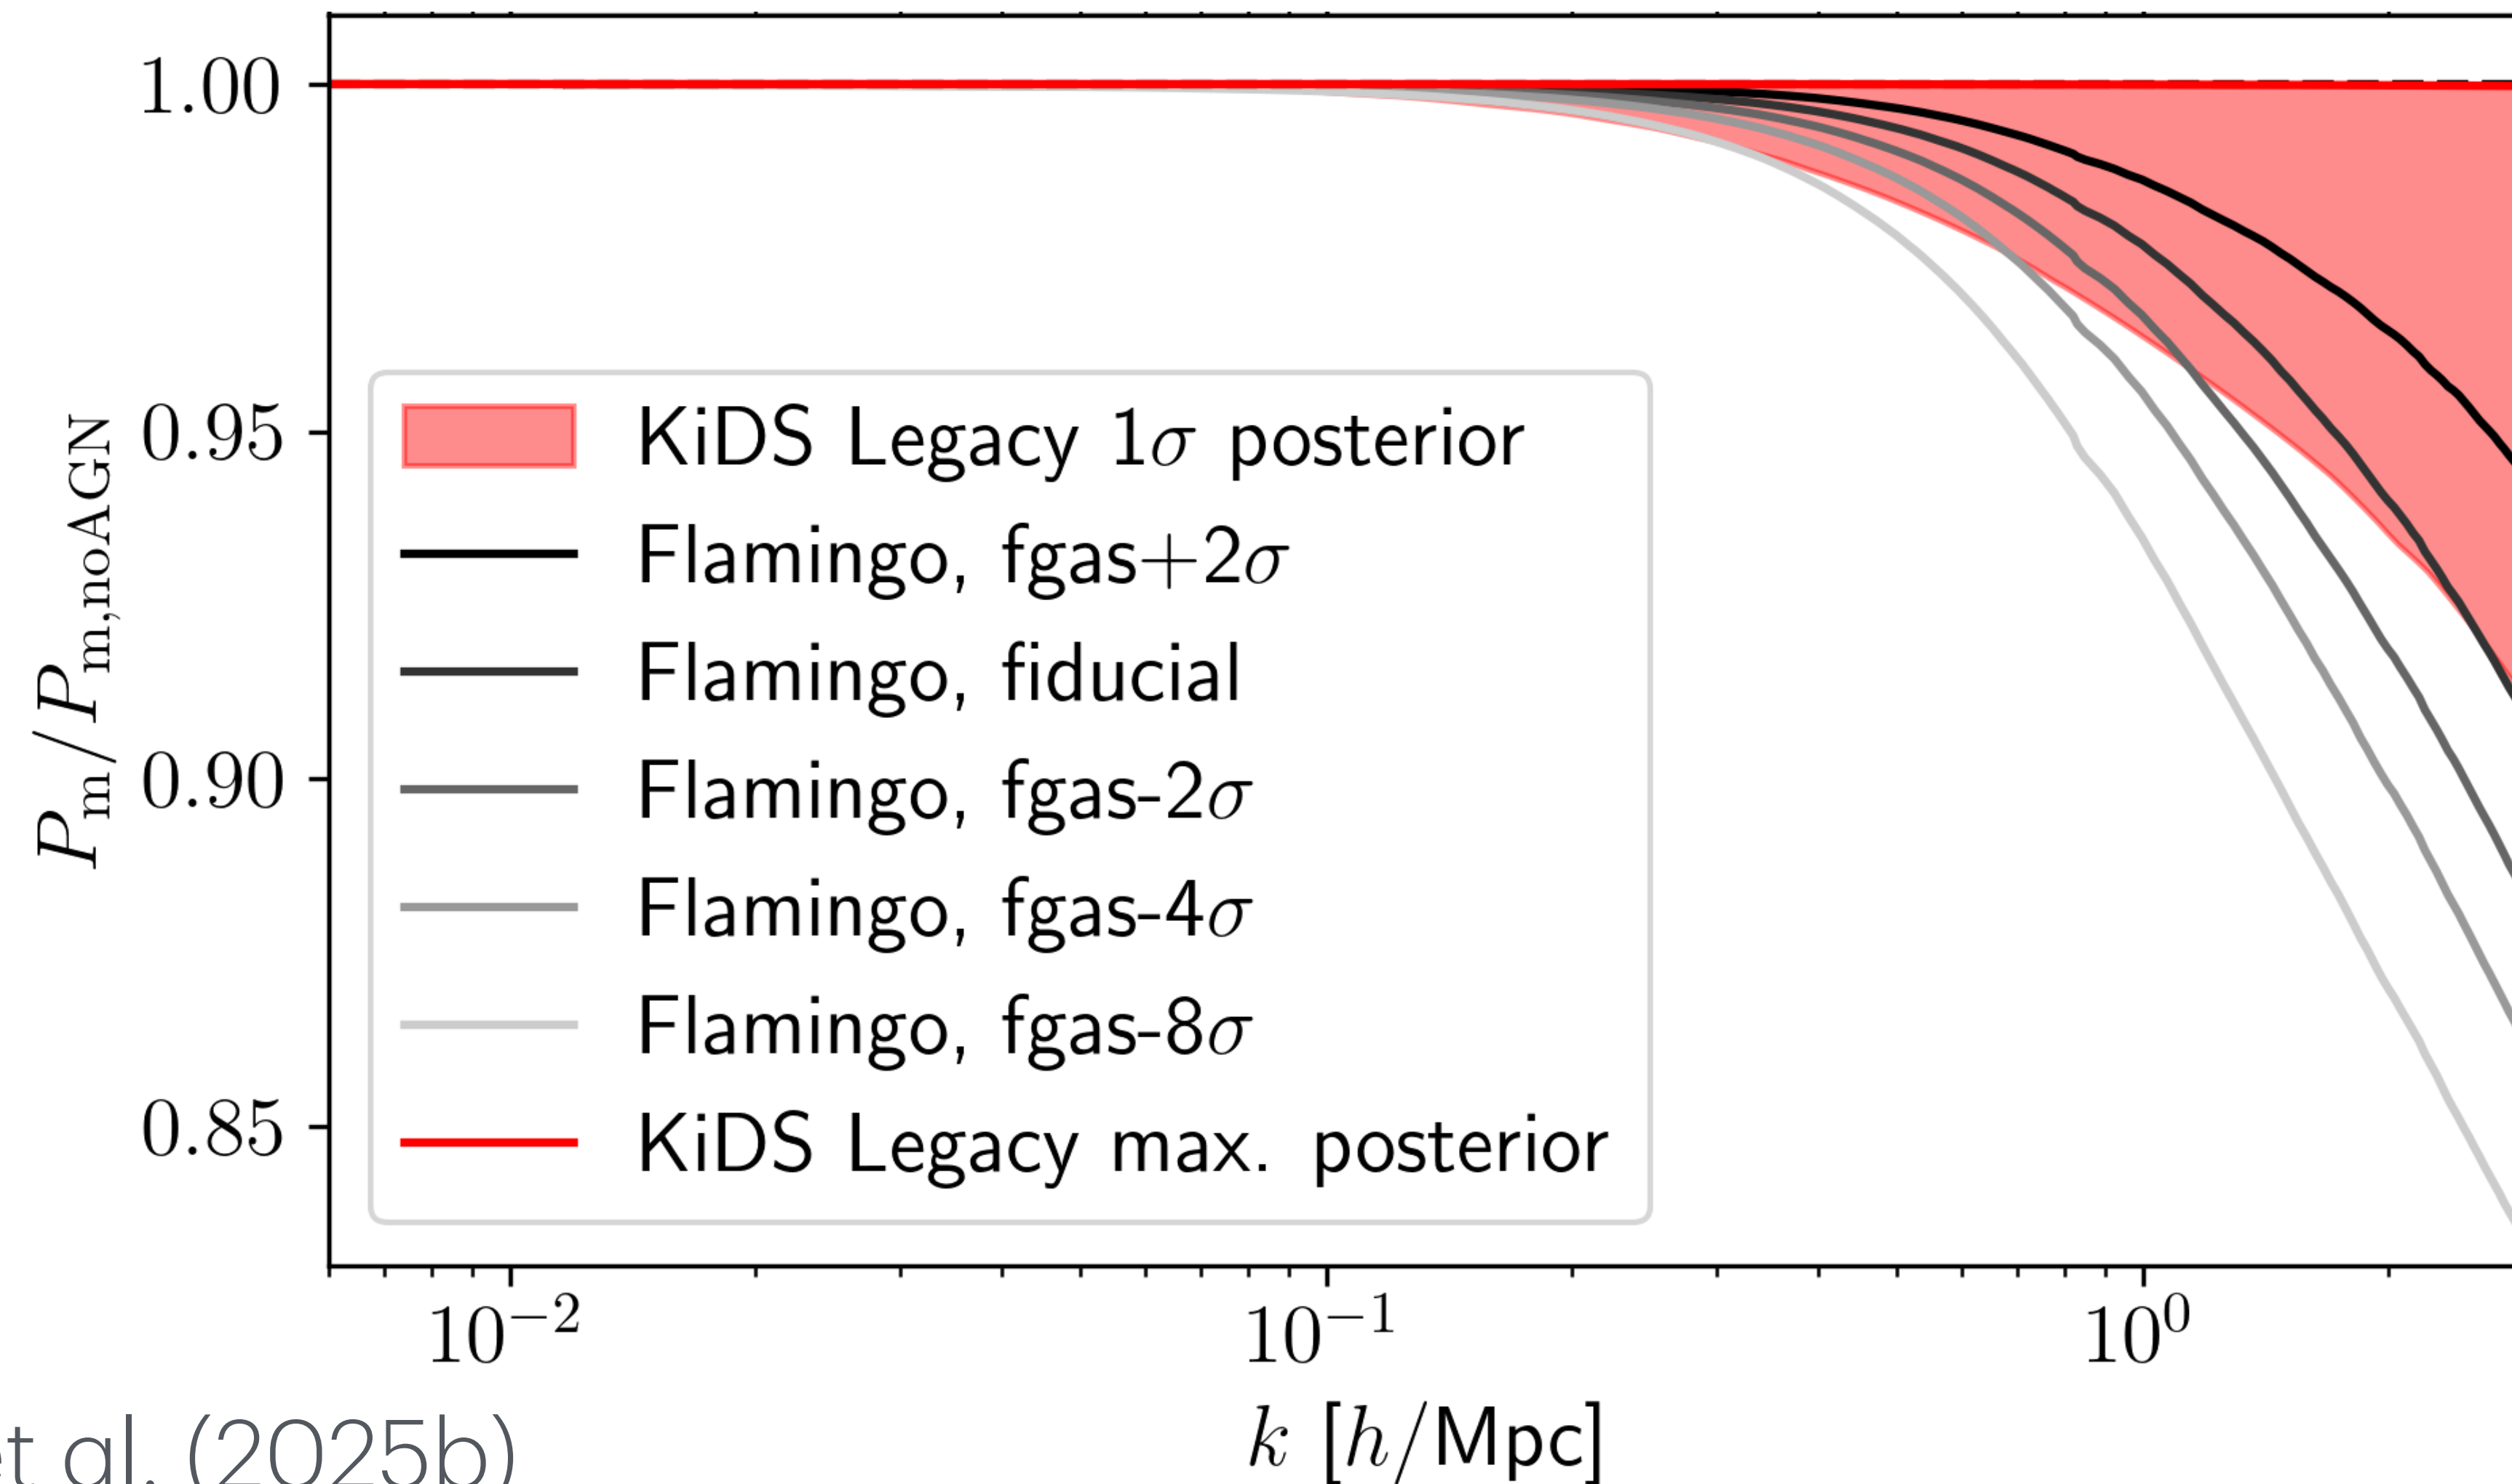 1.00
0.95
0.90
0.85
P_m/P_m,noAGN
KiDS Legacy 1σ posterior
Flamingo, fgas+2σ
Flamingo, fiducial
Flamingo, fgas-2σ
Flamingo, fgas-4σ
Flamingo, fgas-8σ
KiDS Legacy max. posterior
10⁻²
10⁻¹
10⁰
k [h/Mpc]
et al. (2025b)